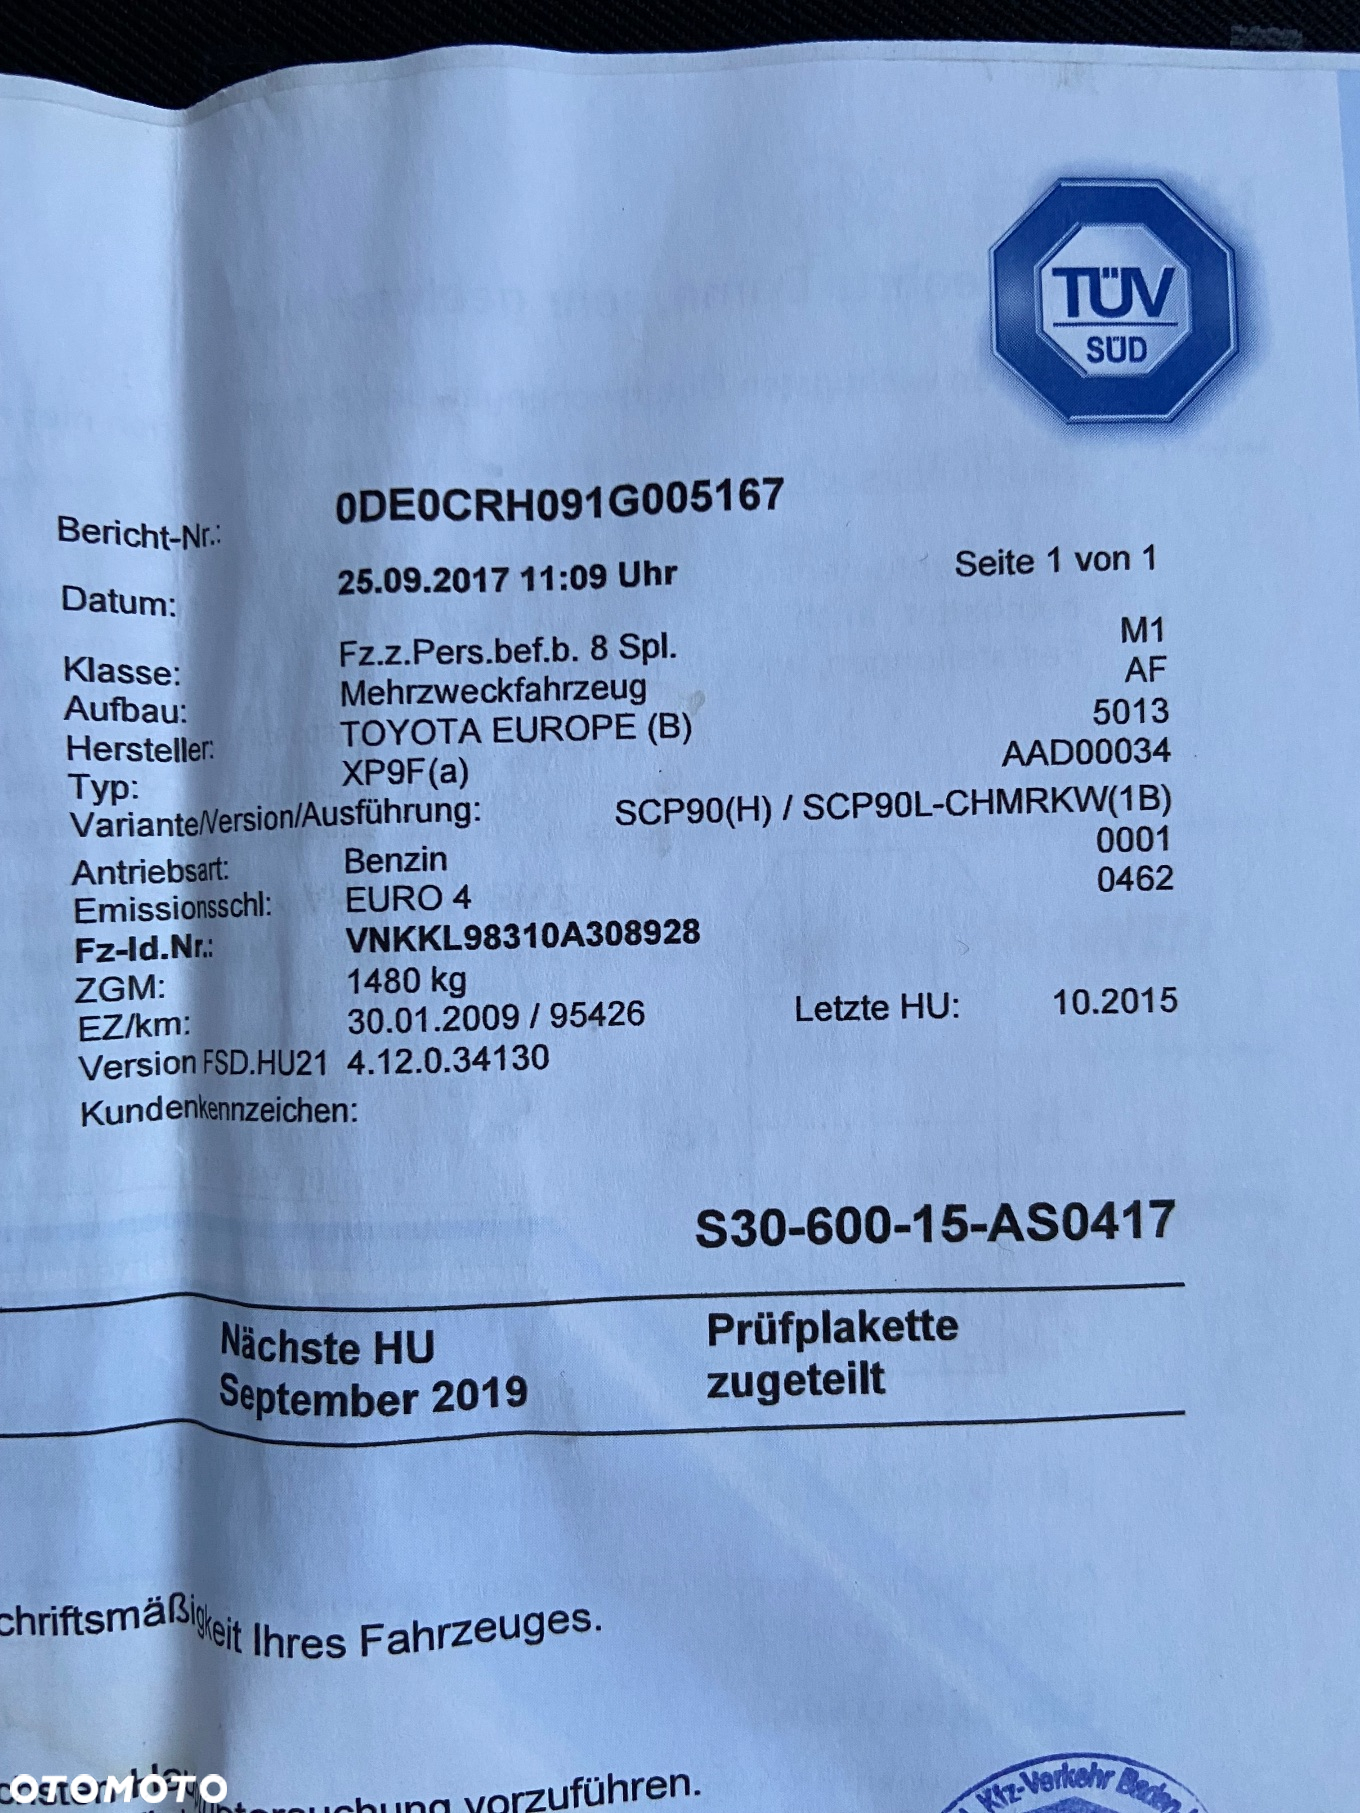 TÜV
SÜD
Bericht-Nr.: 0DE0CRH091G005167
Datum: 25.09.2017 11:09 Uhr Seite 1 von 1
Klasse: Fz.z.Pers.bef.b. 8 Spl. M1
Aufbau: Mehrzweckfahrzeug AF
Hersteller: TOYOTA EUROPE (B) 5013
Typ: XP9F(a) AAD00034
Variante/Version/Ausführung: SCP90(H) / SCP90L-CHMRKW(1B)
Antriebsart: Benzin 0001
Emissionsschl: EURO 4 0462
Fz-Id.Nr.: VNKKL98310A308928
ZGM: 1480 kg
EZ/km: 30.01.2009 / 95426 Letzte HU: 10.2015
Version FSD.HU21 4.12.0.34130
Kundenkennzeichen:
S30-600-15-AS0417
Nächste HU Prüfplakette
September 2019 zugeteilt
chriftsmäßigkeit Ihres Fahrzeuges.
vorzuführen.
OTOMOTO
Kfz-Verkehr Baden